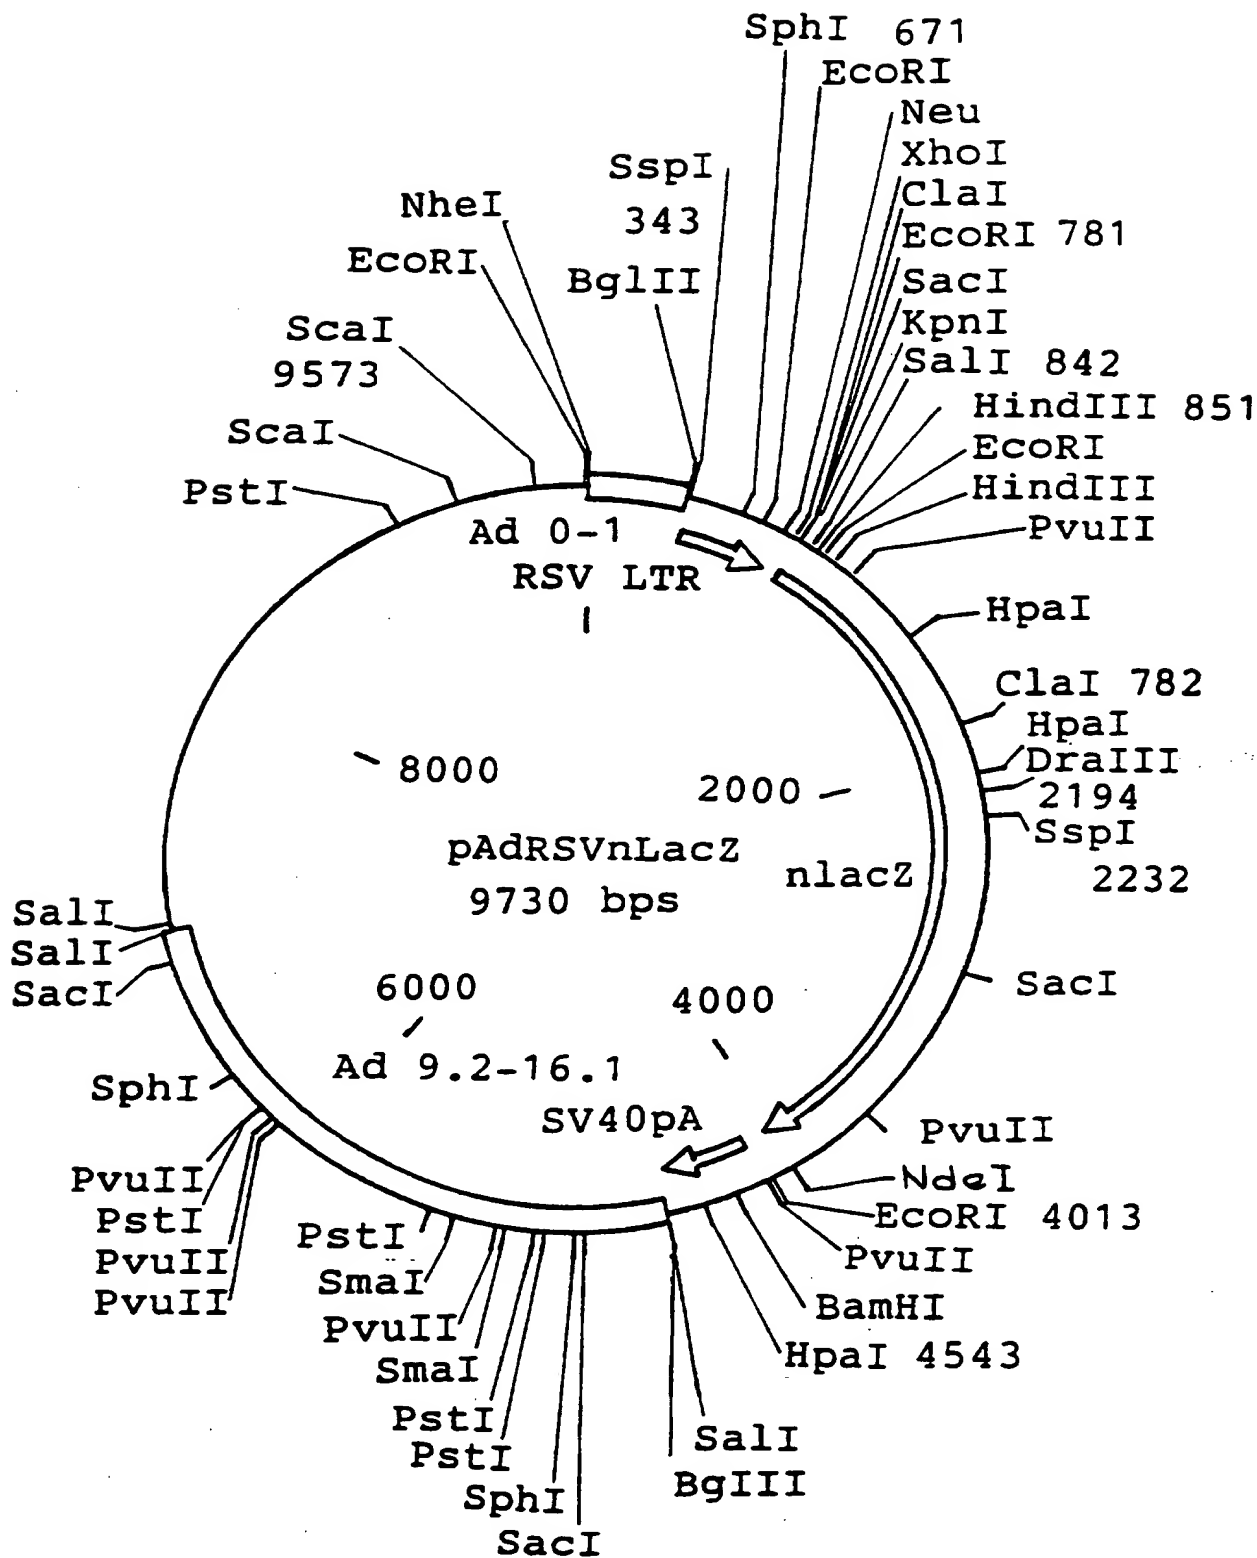 SphI 671
EcoRI
Neu
XhoI
ClaI
EcoRI 781
SacI
KpnI
SalI 842
HindIII 851
EcoRI
HindIII
PvuII
HpaI
ClaI 782
HpaI
DraIII
2194
SspI
2232
SacI
PvuII
NdeI
EcoRI 4013
PvuII
BamHI
HpaI 4543
SalI
BgIII
SacI
SphI
PstI
PstI
SmaI
PvuII
SmaI
PstI
PvuII
PvuII
PstI
PvuII
SphI
SacI
SalI
SalI
PstI
ScaI
ScaI
9573
EcoRI
NheI
SspI
343
BglII
Ad 0-1
RSV LTR
8000
2000
pAdRSVnLacZ
9730 bps
nlacZ
6000
4000
Ad 9.2-16.1
SV40pA